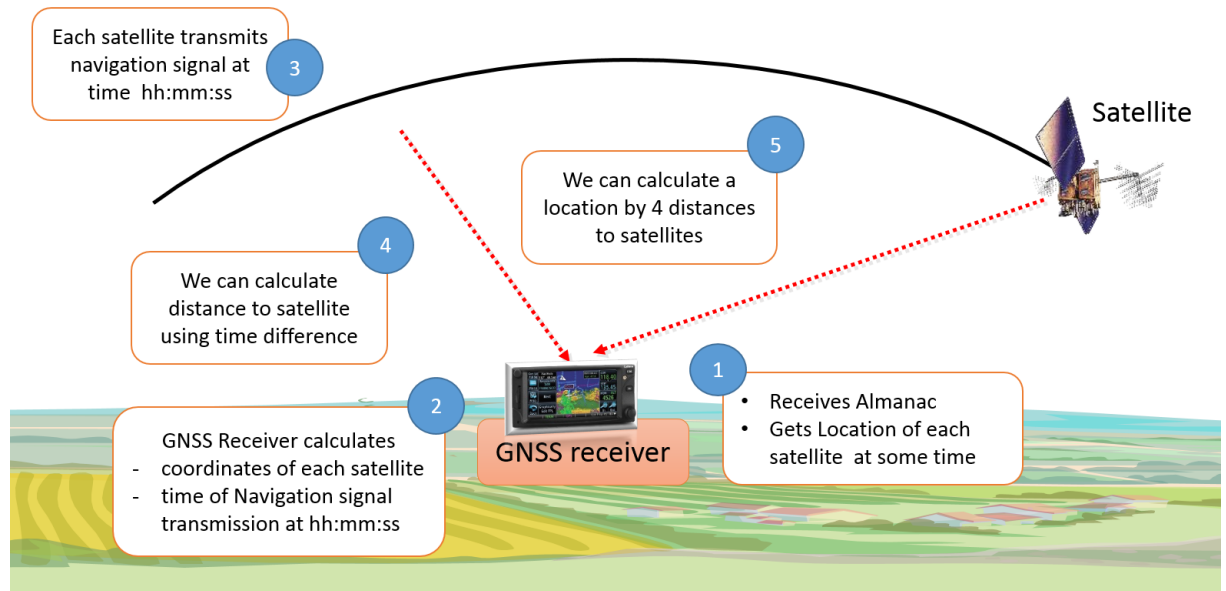 Each satellite transmits
navigation signal at
time hh:mm:ss
3
Satellite
5
We can calculate a
location by 4 distances
to satellites
4
We can calculate
distance to satellite
using time difference
1
• Receives Almanac
• Gets Location of each
satellite at some time
2
GNSS Receiver calculates
- coordinates of each satellite
- time of Navigation signal
transmission at hh:mm:ss
GNSS receiver